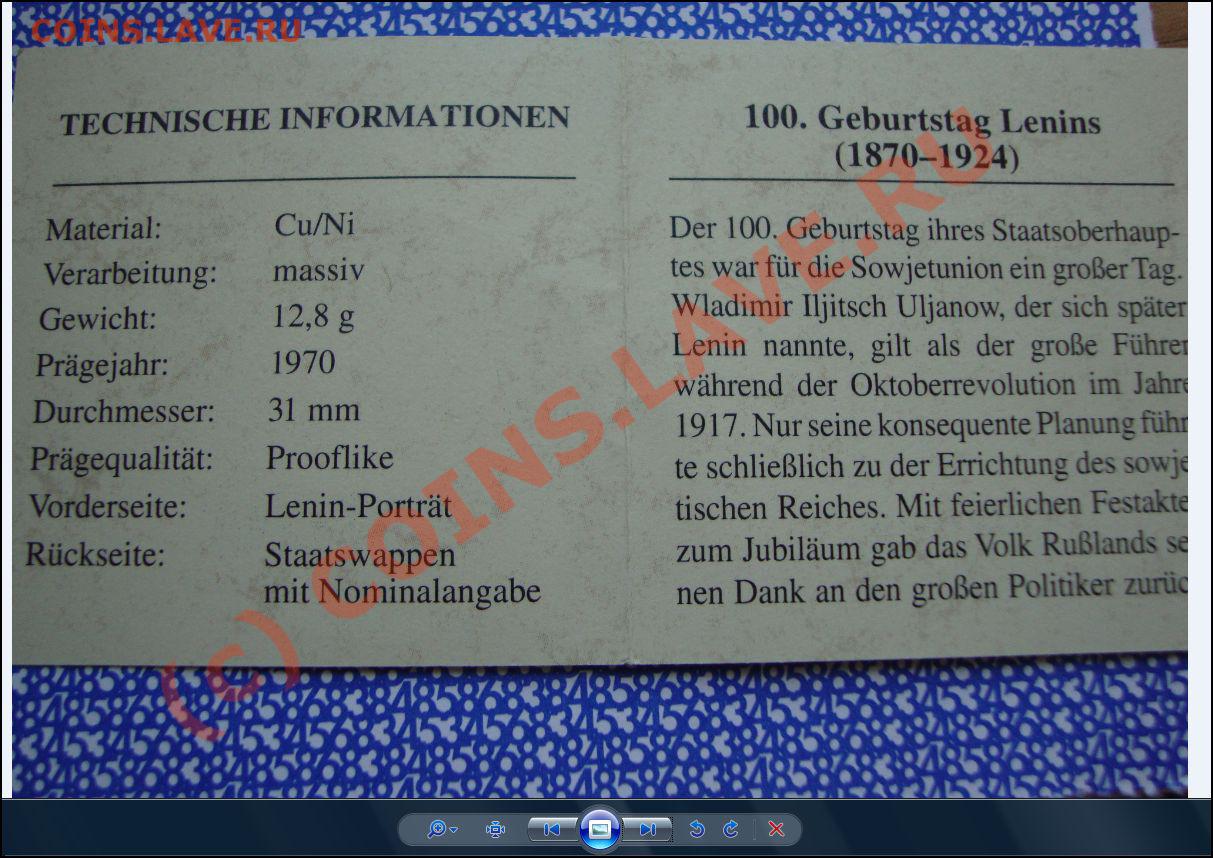 COINS.LAVE.RU
TECHNISCHE INFORMATIONEN
Material: Cu/Ni
Verarbeitung: massiv
Gewicht: 12,8 g
Prägejahr: 1970
Durchmesser: 31 mm
Prägequalität: Prooflike
Vorderseite: Lenin-Porträt
Rückseite: Staatswappen
mit Nominalangabe
100. Geburtstag Lenins
(1870–1924)
Der 100. Geburtstag ihres Staatsoberhaup-
tes war für die Sowjetunion ein großer Tag.
Wladimir Iljitsch Uljanow, der sich später
Lenin nannte, gilt als der große Führer
während der Oktoberrevolution im Jahre
1917. Nur seine konsequente Planung führ
te schließlich zu der Errichtung des sowje
tischen Reiches. Mit feierlichen Festakte
zum Jubiläum gab das Volk Rußlands se
nen Dank an den großen Politiker zurüc
(c) COINS.LAVE.RU